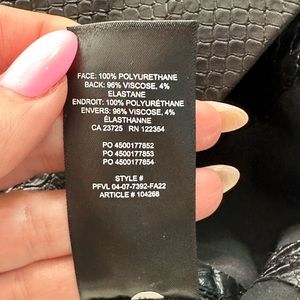 FACE: 100% POLYURETHANE
BACK: 96% VISCOSE, 4%
ELASTANE
ENDROIT: 100% POLYURÉTHANE
ENVERS: 96% VISCOSE, 4%
ÉLASTHANNE
CA 23725 RN 122354
PO 4500177852
PO 4500177853
PO 4500177854
STYLE #
PFVL 04-07-7392-FA22
ARTICLE # 104268